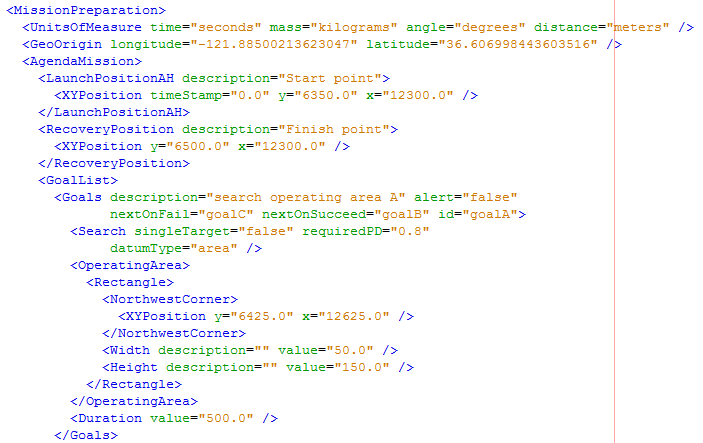 <MissionPreparation>
  <UnitsOfMeasure time="seconds" mass="kilograms" angle="degrees" distance="meters" />
  <GeoOrigin longitude="-121.88500213623047" latitude="36.606998443603516" />
  <AgendaMission>
    <LaunchPositionAH description="Start point">
      <XYPosition timeStamp="0.0" y="6350.0" x="12300.0" />
    </LaunchPositionAH>
    <RecoveryPosition description="Finish point">
      <XYPosition y="6500.0" x="12300.0" />
    </RecoveryPosition>
    <GoalList>
      <Goals description="search operating area A" alert="false"
             nextOnFail="goalC" nextOnSucceed="goalB" id="goalA">
        <Search singleTarget="false" requiredPD="0.8"
             datumType="area" />
        <OperatingArea>
          <Rectangle>
            <NorthwestCorner>
              <XYPosition y="6425.0" x="12625.0" />
            </NorthwestCorner>
            <Width description="" value="50.0" />
            <Height description="" value="150.0" />
          </Rectangle>
        </OperatingArea>
        <Duration value="500.0" />
      </Goals>